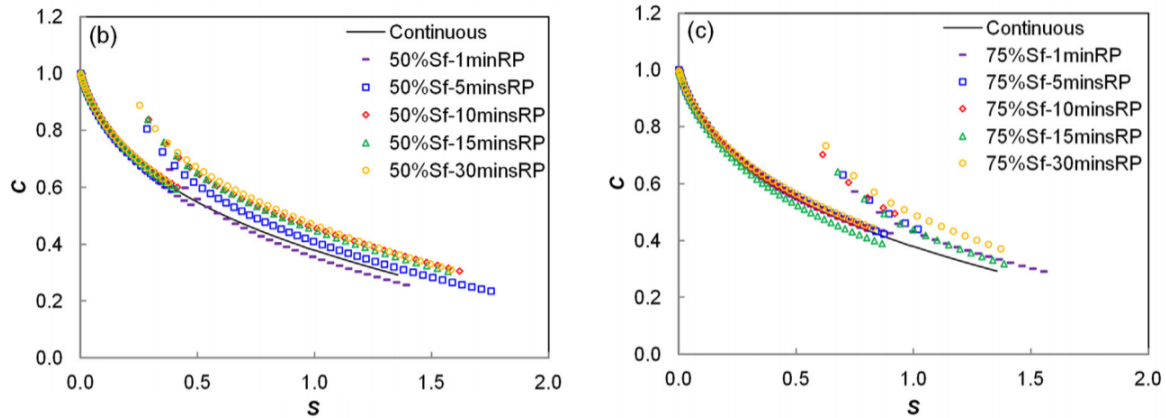 (b)
Continuous
50%Sf-1minRP
50%Sf-5minsRP
50%Sf-10minsRP
50%Sf-15minsRP
50%Sf-30minsRP
1.2
1.0
0.8
0.6
0.4
0.2
0.0
C
0.0 0.5 1.0 1.5 2.0
S
(c)
Continuous
75%Sf-1minRP
75%Sf-5minsRP
75%Sf-10minsRP
75%Sf-15minsRP
75%Sf-30minsRP
1.2
1.0
0.8
0.6
0.4
0.2
0.0
C
0.0 0.5 1.0 1.5 2.0
S